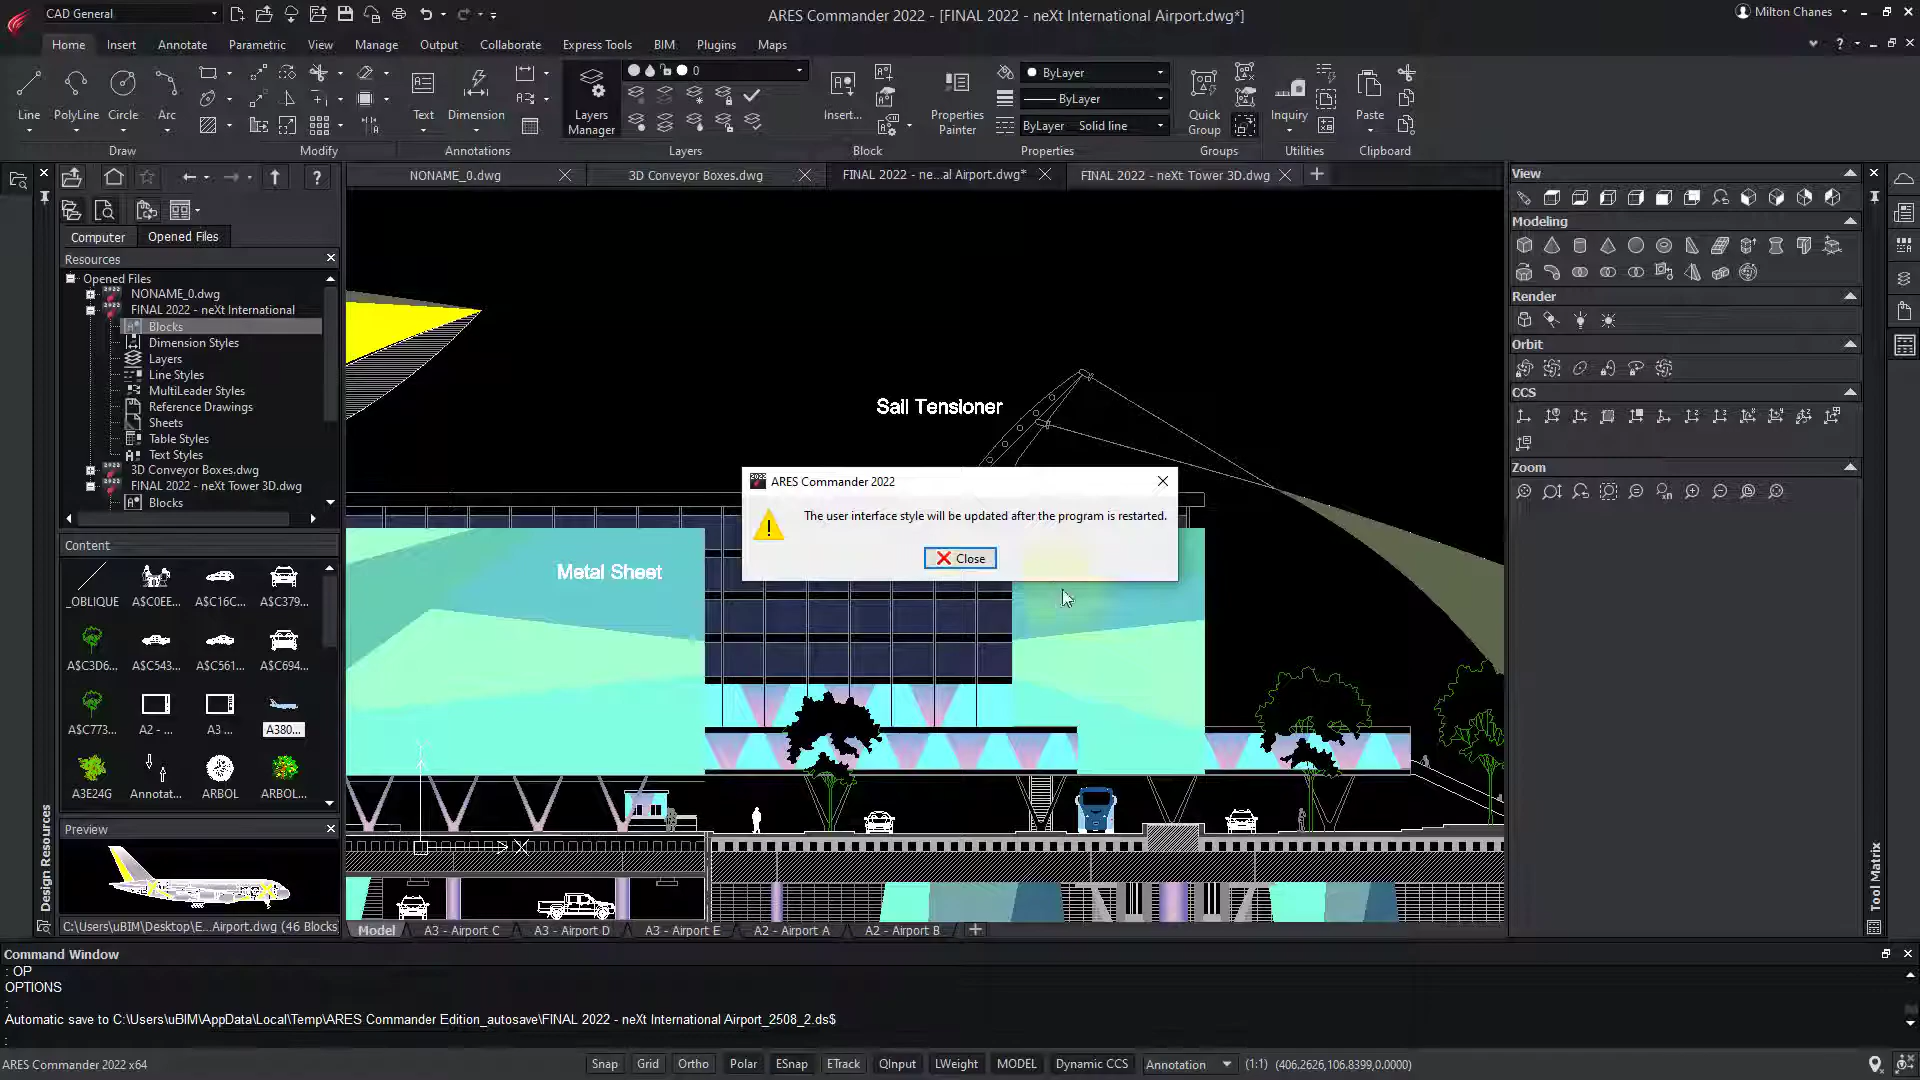 CAD General
ARES Commander 2022 - [FINAL 2022 - neXt International Airport.dwg*]
Milton Chanes
Home Insert Annotate Parametric View Manage Output Collaborate Express Tools BIM Plugins Maps
0
ByLayer
ByLayer
ByLayer Solid line
Line PolyLine Circle Arc
Text Dimension
Layers
Manager
Insert...
Properties
Painter
Quick
Group
Inquiry
Paste
Draw Modify Annotations Layers Block Properties Groups Utilities Clipboard
NONAME_0.dwg
3D Conveyor Boxes.dwg
FINAL 2022 - ne...al Airport.dwg*
FINAL 2022 - neXt Tower 3D.dwg
Computer Opened Files
Resources
Opened Files
NONAME_0.dwg
FINAL 2022 - neXt International
Blocks
Dimension Styles
Layers
Line Styles
MultiLeader Styles
Reference Drawings
Sheets
Table Styles
Text Styles
3D Conveyor Boxes.dwg
FINAL 2022 - neXt Tower 3D.dwg
Blocks
Content
_OBLIQUE A$C0EE... A$C16C... A$C379...
A$C3D6... A$C543... A$C561... A$C694...
A$C773... A2 - ... A3 ... A380...
A3E24G Annotat... ARBOL ARBOL...
Preview
C:\Users\uBIM\Desktop\E...Airport.dwg (46 Blocks)
Design Resources
Sail Tensioner
Metal Sheet
X
ARES Commander 2022
The user interface style will be updated after the program is restarted.
Close
View
Modeling
Render
Orbit
CCS
Zoom
Tool Matrix
Model A3 - Airport C A3 - Airport D A3 - Airport E A2 - Airport A A2 - Airport B
Command Window
: OP
OPTIONS
:
Automatic save to C:\Users\uBIM\AppData\Local\Temp\ARES Commander Edition_autosave\FINAL 2022 - neXt International Airport_2508_2.ds$
:
ARES Commander 2022 x64
Snap Grid Ortho Polar ESnap ETrack QInput LWeight MODEL Dynamic CCS Annotation (1:1) (406.2626,106.8399,0.0000)